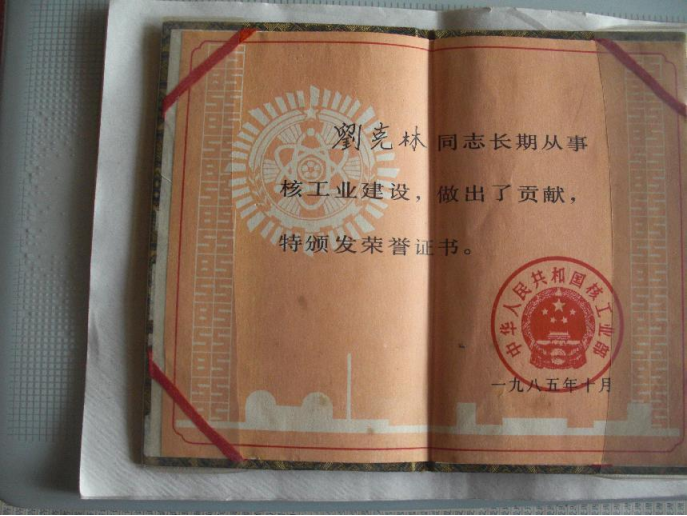 劉克林同志长期从事
核工业建设，做出了贡献，
特颁发荣誉证书。
中华人民共和国核工业部
一九八五年十月